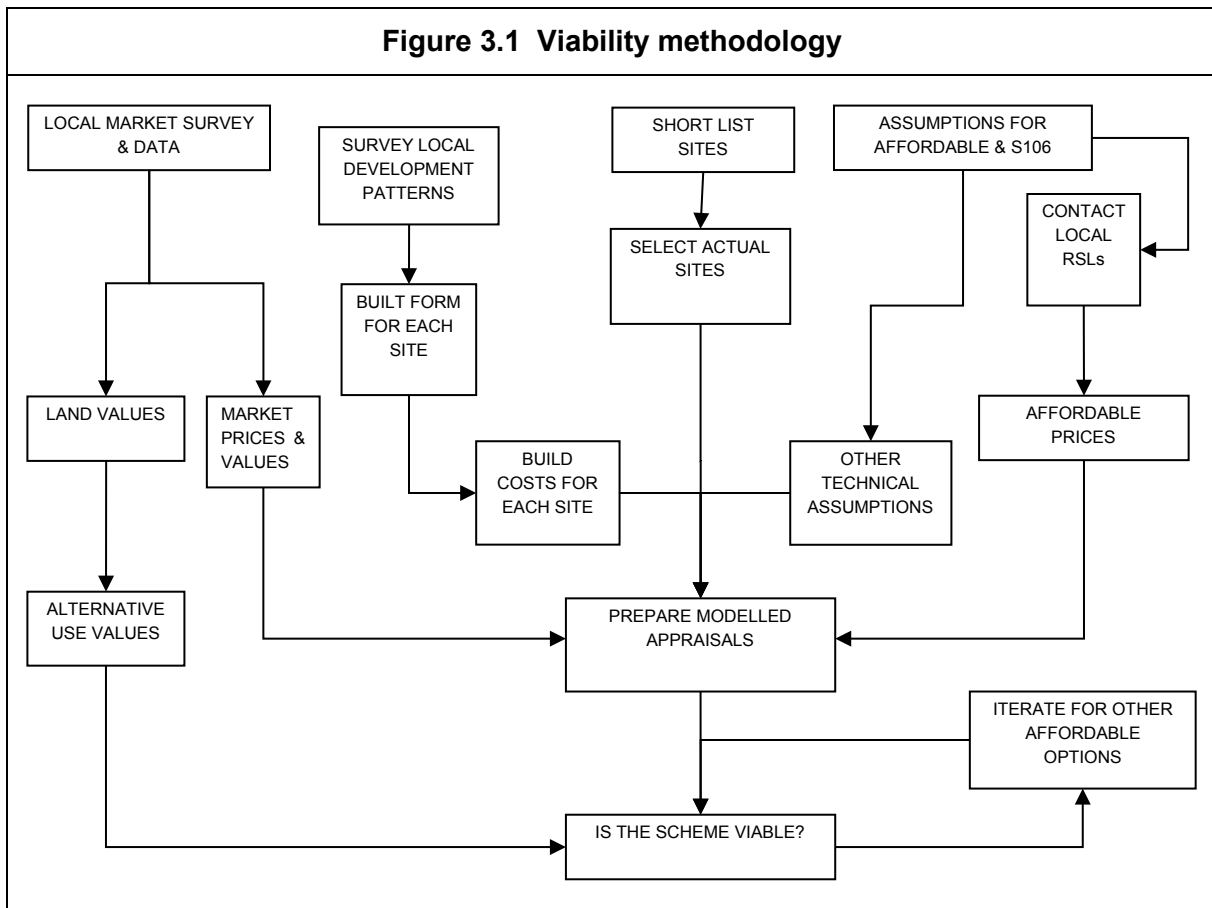 Figure 3.1 Viability methodology
LOCAL MARKET SURVEY
& DATA
SURVEY LOCAL
DEVELOPMENT
PATTERNS
SHORT LIST
SITES
ASSUMPTIONS FOR
AFFORDABLE & S106
CONTACT
LOCAL
RSLs
SELECT ACTUAL
SITES
BUILT FORM
FOR EACH
SITE
LAND VALUES
MARKET
PRICES &
VALUES
BUILD
COSTS FOR
EACH SITE
OTHER
TECHNICAL
ASSUMPTIONS
AFFORDABLE
PRICES
ALTERNATIVE
USE VALUES
PREPARE MODELLED
APPRAISALS
ITERATE FOR OTHER
AFFORDABLE
OPTIONS
IS THE SCHEME VIABLE?